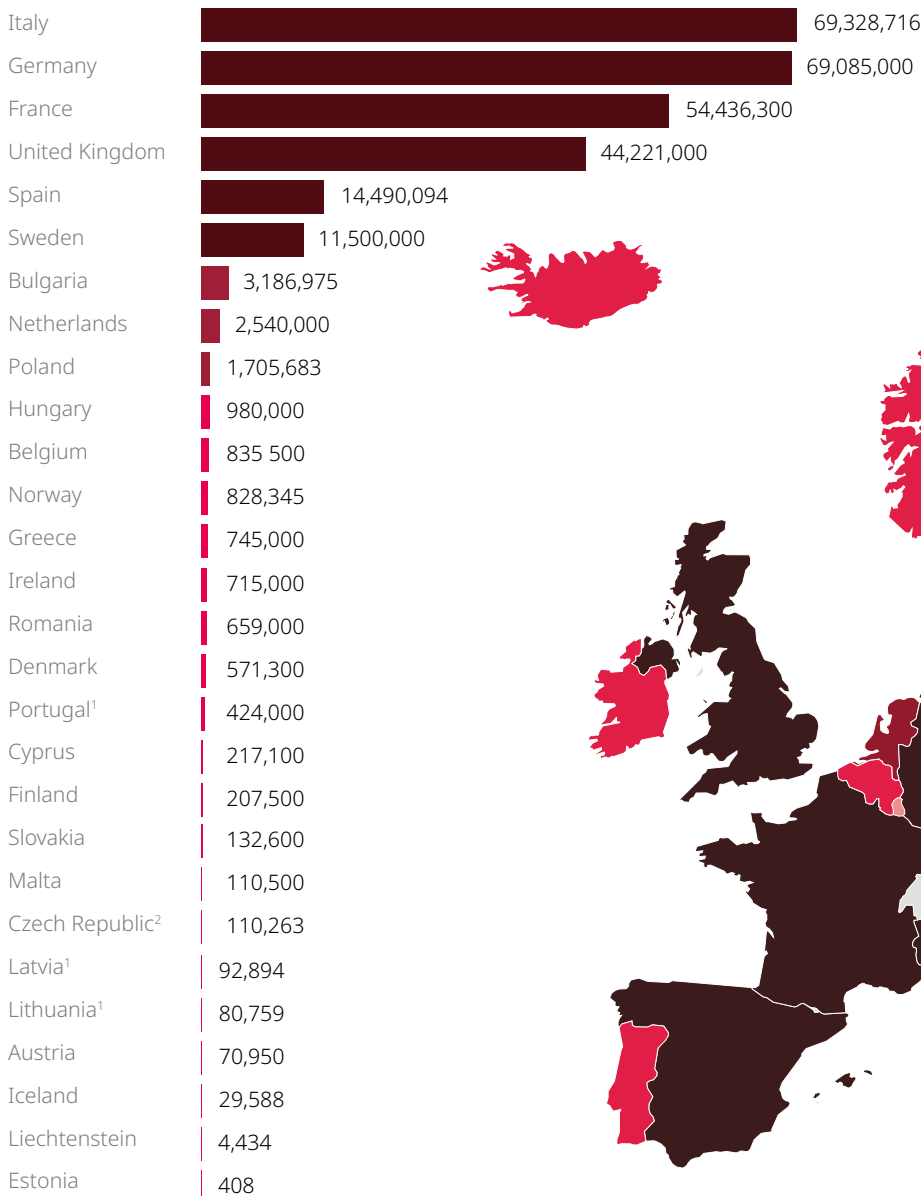 Italy 69,328,716
Germany 69,085,000
France 54,436,300
United Kingdom 44,221,000
Spain 14,490,094
Sweden 11,500,000
Bulgaria 3,186,975
Netherlands 2,540,000
Poland 1,705,683
Hungary 980,000
Belgium 835 500
Norway 828,345
Greece 745,000
Ireland 715,000
Romania 659,000
Denmark 571,300
Portugal¹ 424,000
Cyprus 217,100
Finland 207,500
Slovakia 132,600
Malta 110,500
Czech Republic² 110,263
Latvia¹ 92,894
Lithuania¹ 80,759
Austria 70,950
Iceland 29,588
Liechtenstein 4,434
Estonia 408